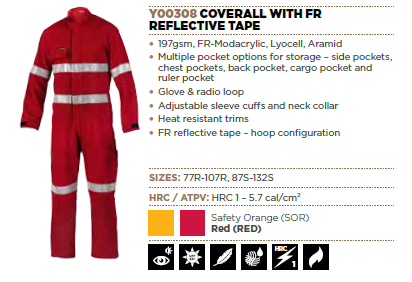 Y00308 COVERALL WITH FR
REFLECTIVE TAPE
• 197gsm, FR-Modacrylic, Lyocell, Aramid
• Multiple pocket options for storage – side pockets,
chest pockets, back pocket, cargo pocket and
ruler pocket
• Glove & radio loop
• Adjustable sleeve cuffs and neck collar
• Heat resistant trims
• FR reflective tape – hoop configuration
SIZES: 77R-107R, 87S-132S
HRC / ATPV: HRC 1 – 5.7 cal/cm²
Safety Orange (SOR)
Red (RED)
HRC
1